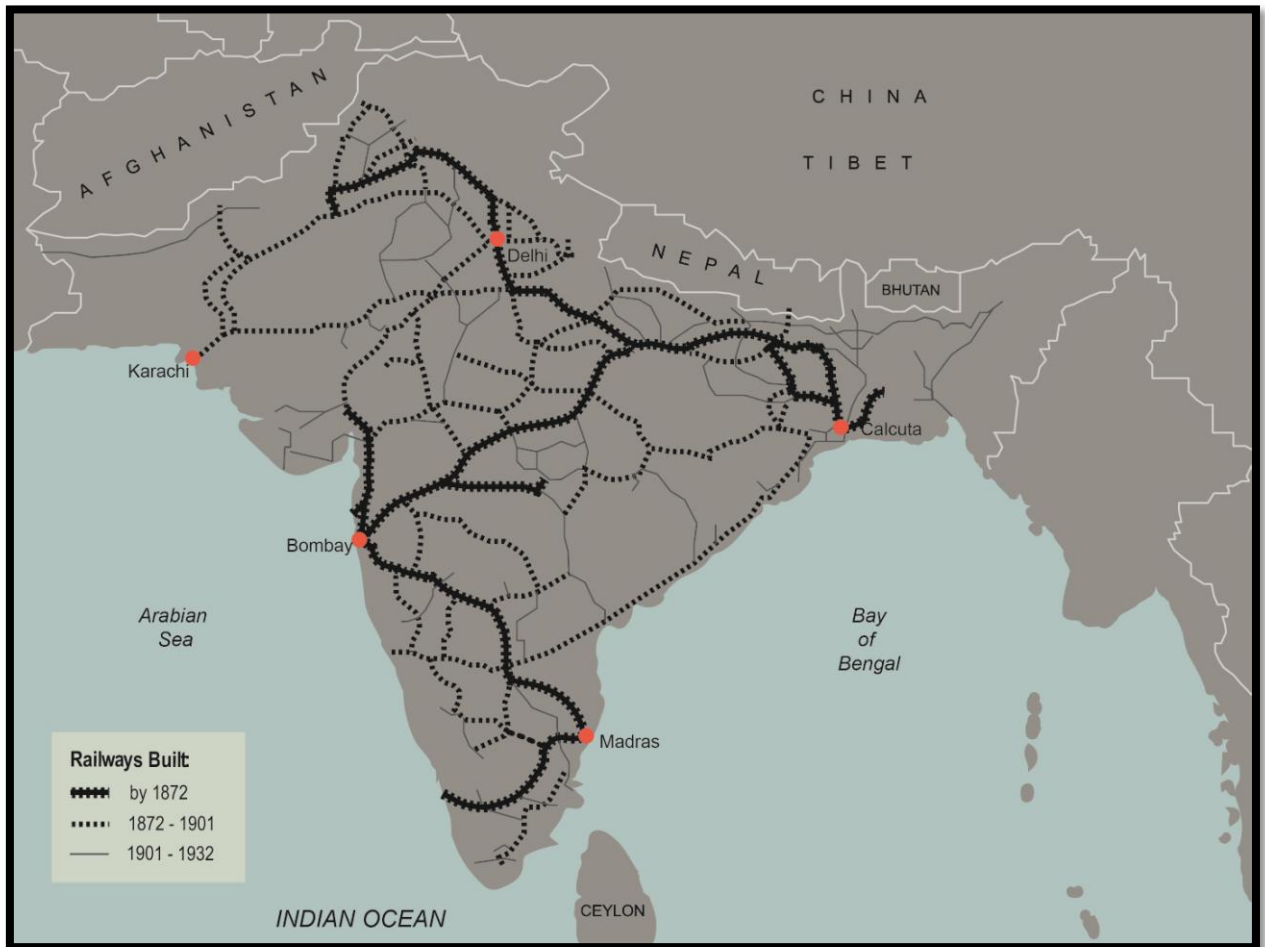 AFGHANISTAN
CHINA
TIBET
NEPAL
BHUTAN
Delhi
Karachi
Calcuta
Bombay
Arabian
Sea
Bay
of
Bengal
Madras
Railways Built:
by 1872
1872 - 1901
1901 - 1932
INDIAN OCEAN
CEYLON